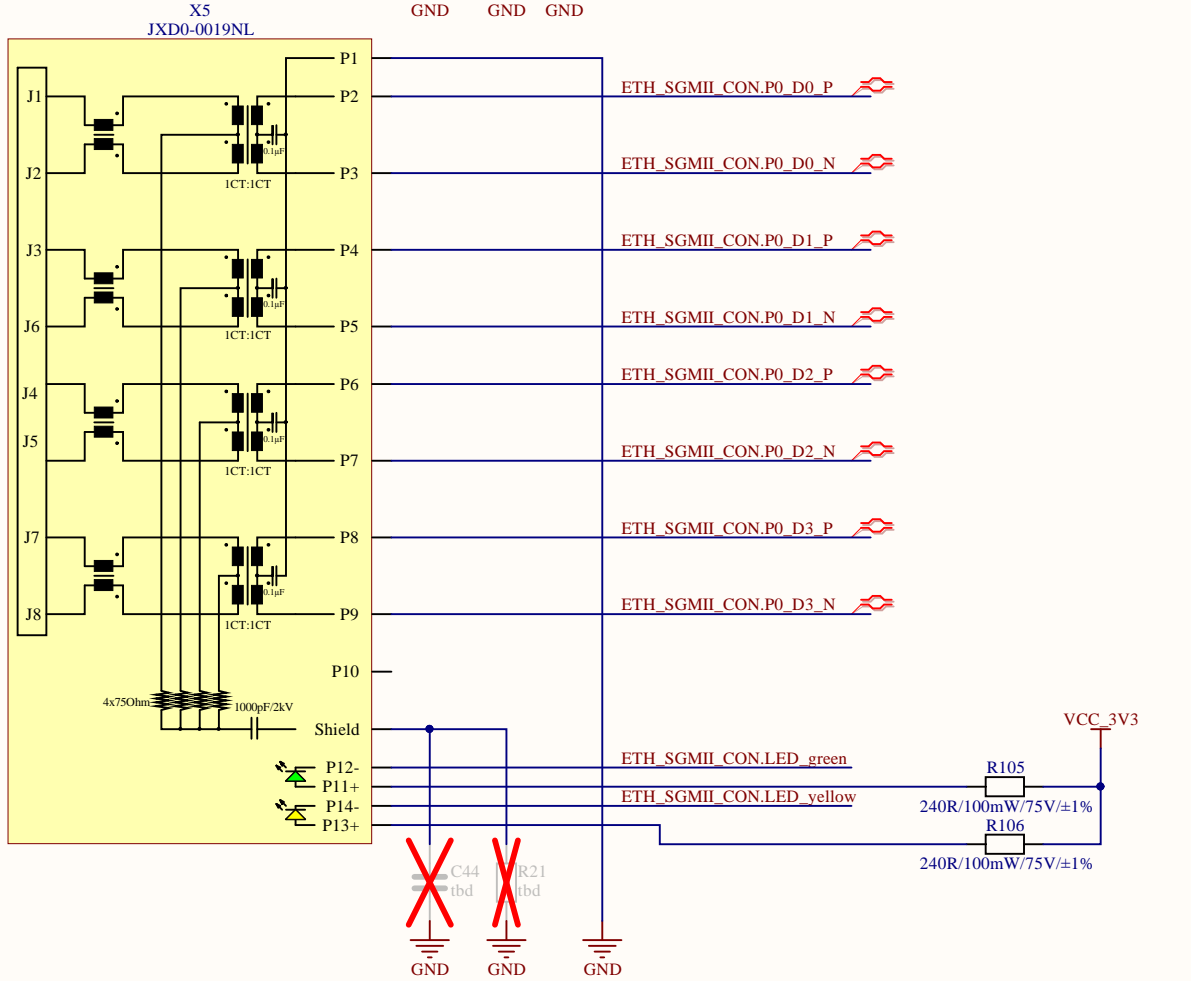 X5
GND GND GND
JXD0-0019NL
P1
J1 P2 ETH_SGMII_CON.P0_D0_P
0.1µF
J2 P3 ETH_SGMII_CON.P0_D0_N
1CT:1CT
J3 P4 ETH_SGMII_CON.P0_D1_P
0.1µF
J6 P5 ETH_SGMII_CON.P0_D1_N
1CT:1CT
J4 P6 ETH_SGMII_CON.P0_D2_P
0.1µF
J5 P7 ETH_SGMII_CON.P0_D2_N
1CT:1CT
J7 P8 ETH_SGMII_CON.P0_D3_P
0.1µF
J8 P9 ETH_SGMII_CON.P0_D3_N
1CT:1CT
P10
4x75Ohm 1000pF/2kV
Shield
VCC_3V3
P12- ETH_SGMII_CON.LED_green
P11+ R105
240R/100mW/75V/±1%
P14- ETH_SGMII_CON.LED_yellow
P13+ R106
240R/100mW/75V/±1%
C44 R21
tbd tbd
GND GND GND